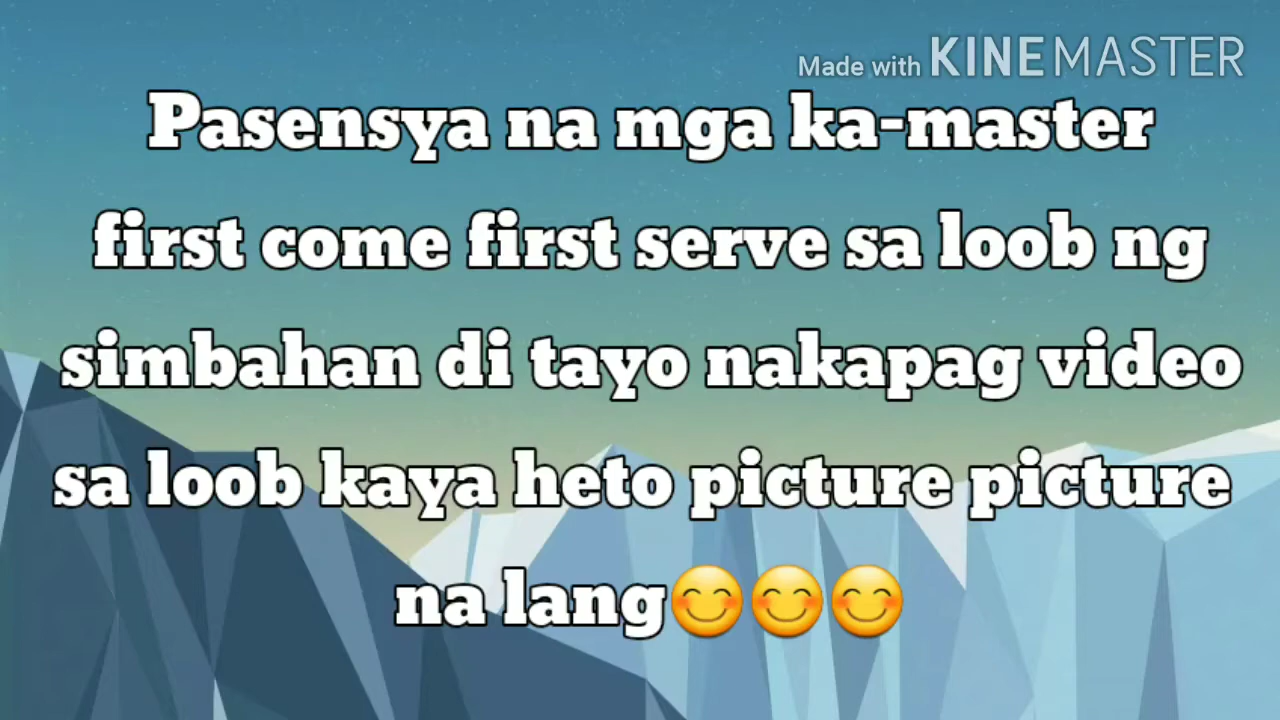 Made with KINEMASTER
Pasensya na mga ka-master
first come first serve sa loob ng
simbahan di tayo nakapag video
sa loob kaya heto picture picture
na lang😊😊😊